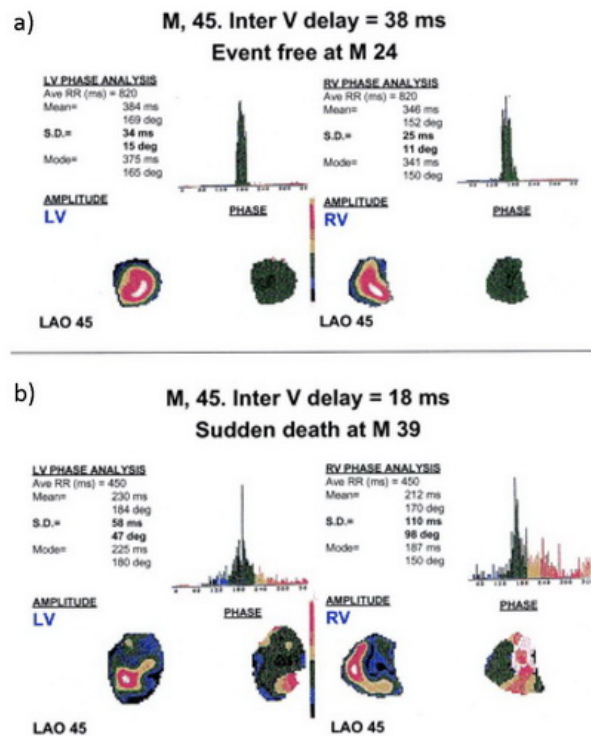 a)
M, 45. Inter V delay = 38 ms
Event free at M 24
LV PHASE ANALYSIS
Ave RR (ms) = 820
Mean= 384 ms
169 deg
S.D.= 34 ms
15 deg
Mode= 375 ms
165 deg
RV PHASE ANALYSIS
Ave RR (ms) = 820
Mean= 346 ms
152 deg
S.D.= 25 ms
11 deg
Mode= 341 ms
150 deg
AMPLITUDE
LV
PHASE
AMPLITUDE
RV
PHASE
LAO 45
LAO 45
b)
M, 45. Inter V delay = 18 ms
Sudden death at M 39
LV PHASE ANALYSIS
Ave RR (ms) = 450
Mean= 230 ms
184 deg
S.D.= 58 ms
47 deg
Mode= 225 ms
180 deg
RV PHASE ANALYSIS
Ave RR (ms) = 450
Mean= 212 ms
170 deg
S.D.= 110 ms
98 deg
Mode= 187 ms
150 deg
AMPLITUDE
LV
PHASE
AMPLITUDE
RV
PHASE
LAO 45
LAO 45